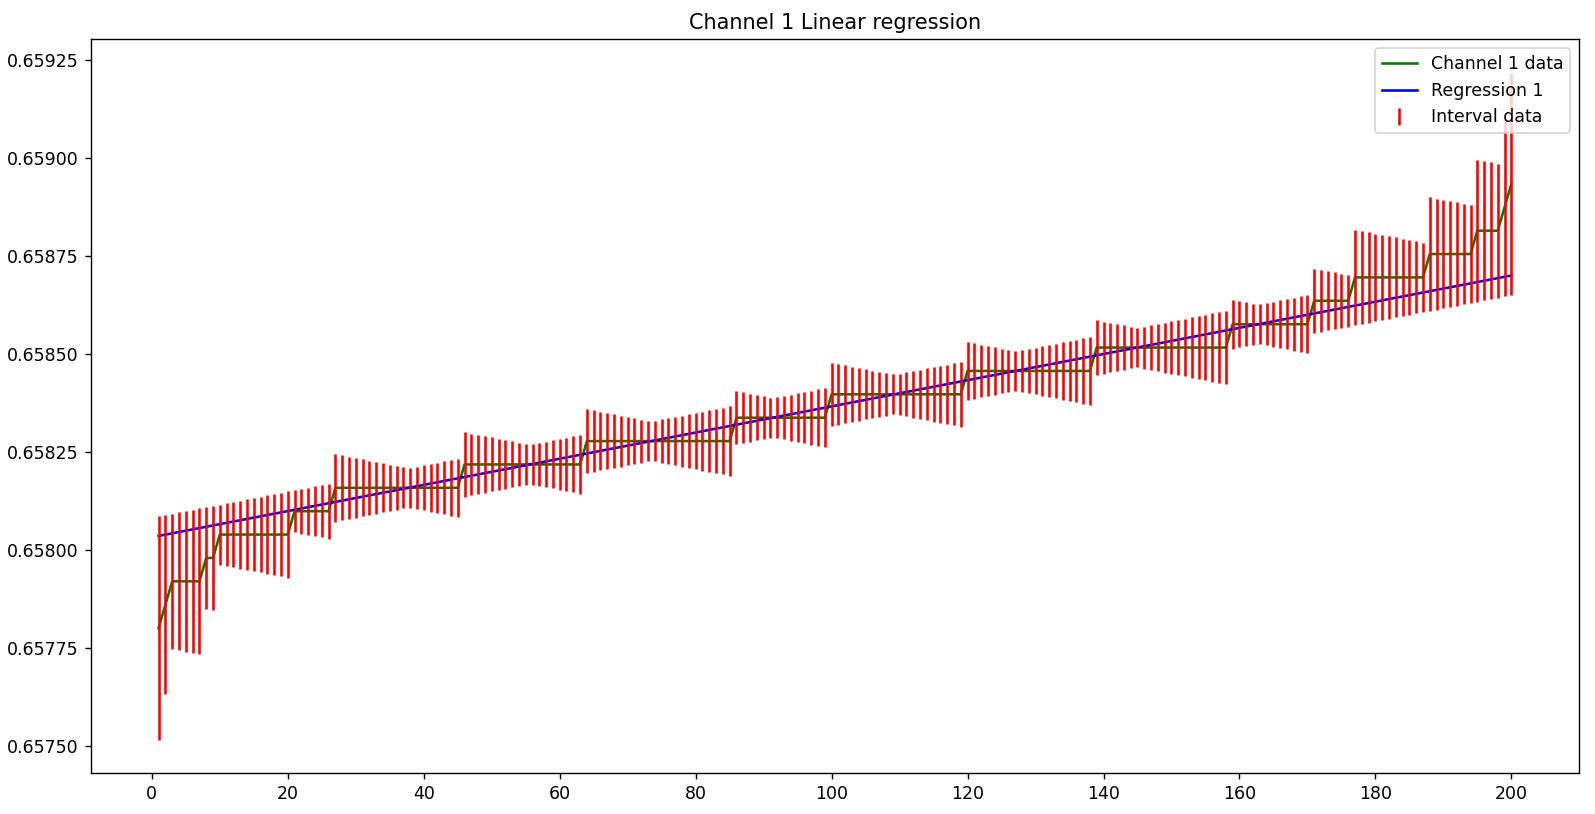 Channel 1 Linear regression
0.65925
0.65900
0.65875
0.65850
0.65825
0.65800
0.65775
0.65750
Channel 1 data
Regression 1
Interval data
0 20 40 60 80 100 120 140 160 180 200